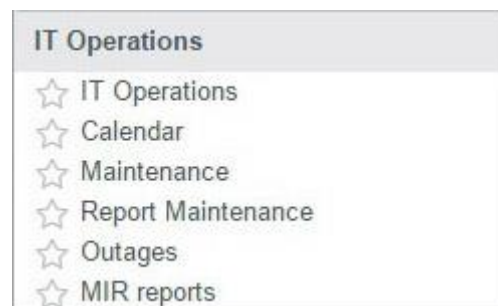 IT Operations
IT Operations
Calendar
Maintenance
Report Maintenance
Outages
MIR reports